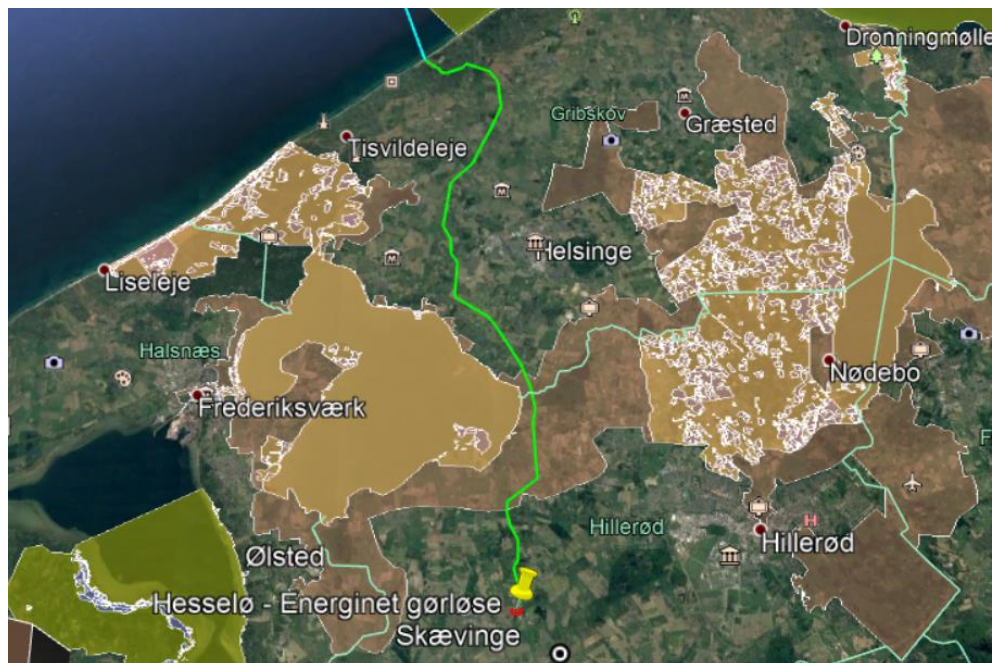 Dronningmølle
Gribskov
Græsted
Tisvildeleje
Helsinge
Liseleje
Halsnæs
Nødebo
Frederiksværk
F
Hillerød
H
Hillerød
Ølsted
Hesselø - Energinet gørløse
Skævinge